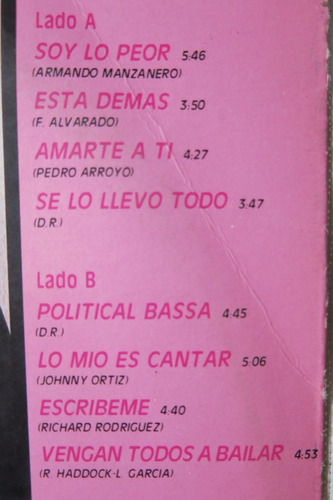 Lado A
SOY LO PEOR 5:46
(ARMANDO MANZANERO)
ESTA DEMAS 3:50
(F. ALVARADO)
AMARTE A TI 4:27
(PEDRO ARROYO)
SE LO LLEVO TODO 3:47
(D.R.)
Lado B
POLITICAL BASSA 4:45
(D.R.)
LO MIO ES CANTAR 5:06
(JOHNNY ORTIZ)
ESCRIBEME 4:40
(RICHARD RODRIGUEZ)
VENGAN TODOS A BAILAR 4:53
(R. HADDOCK-L. GARCIA)